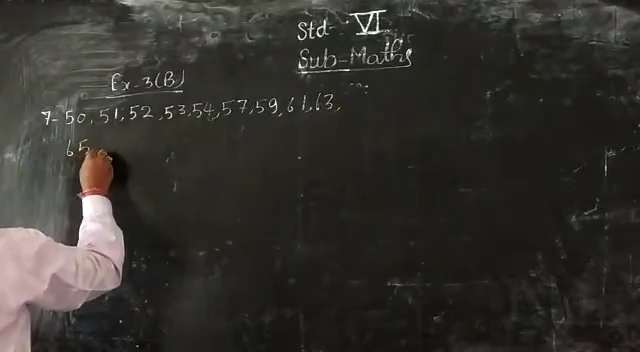 Std VI
Sub-Maths
Ex-3(B)
7- 50, 51, 52, 53, 54, 57, 59, 61, 63,
65